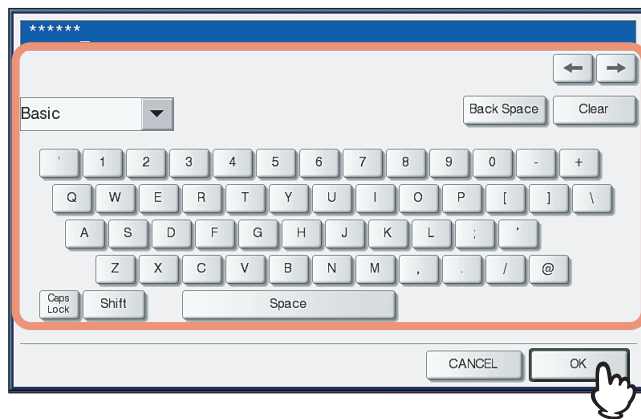 ******_
← →
Basic Back Space Clear
' 1 2 3 4 5 6 7 8 9 0 - +
Q W E R T Y U I O P [ ] \
A S D F G H J K L ; '
Z X C V B N M , . / @
Caps Lock Shift Space
CANCEL OK